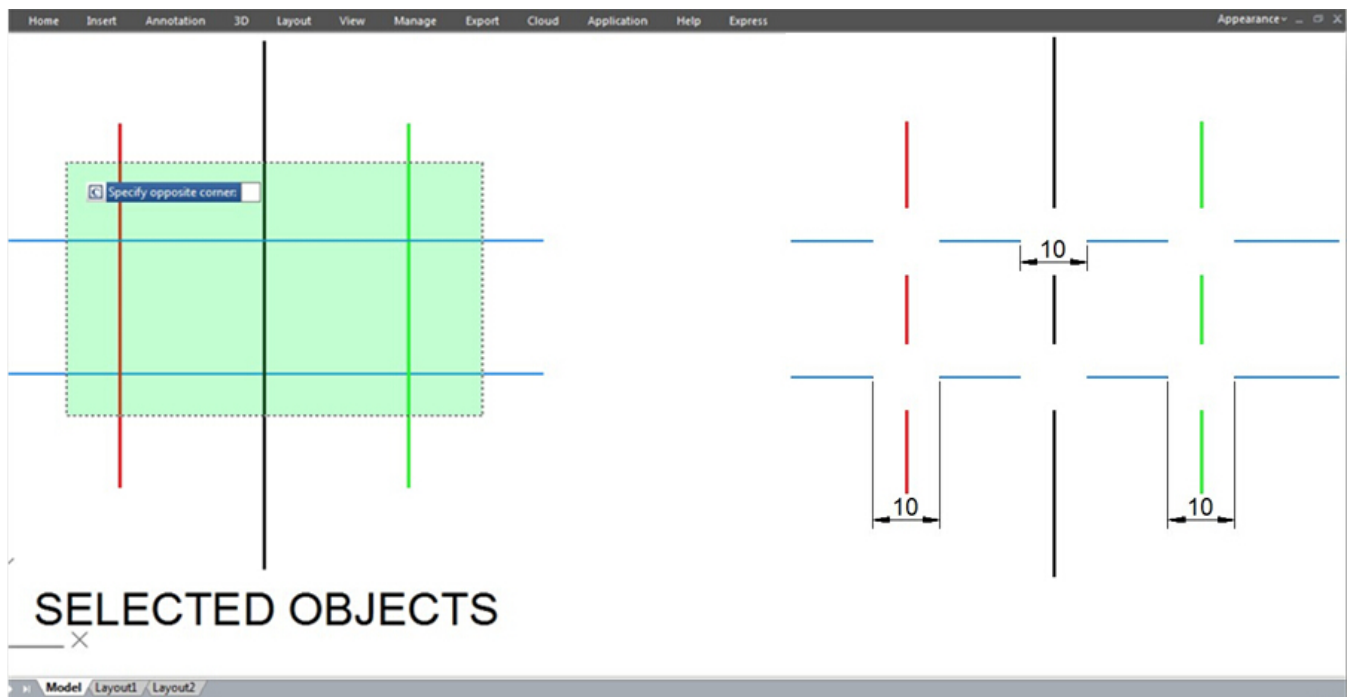 Home Insert Annotation 3D Layout View Manage Export Cloud Application Help Express Appearance
Specify opposite corner:
10
10 10
SELECTED OBJECTS
Model Layout1 Layout2